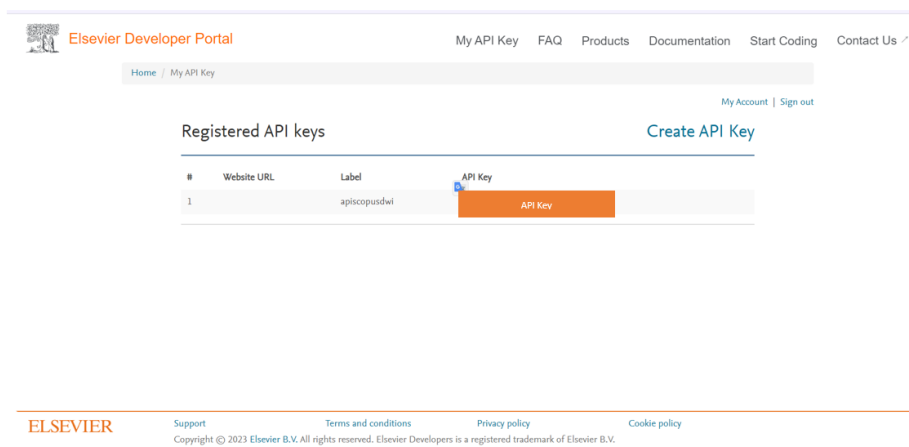 Elsevier Developer Portal My API Key FAQ Products Documentation Start Coding Contact Us
Home / My API Key
My Account | Sign out
Registered API keys Create API Key
# Website URL Label API Key
1 apiscopusdwi API Key
ELSEVIER Support Terms and conditions Privacy policy Cookie policy
Copyright © 2023 Elsevier B.V. All rights reserved. Elsevier Developers is a registered trademark of Elsevier B.V.